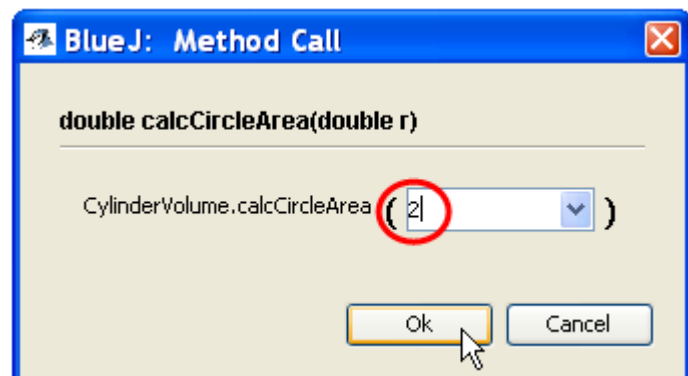 BlueJ: Method Call
double calcCircleArea(double r)
CylinderVolume.calcCircleArea ( 2 )
Ok Cancel